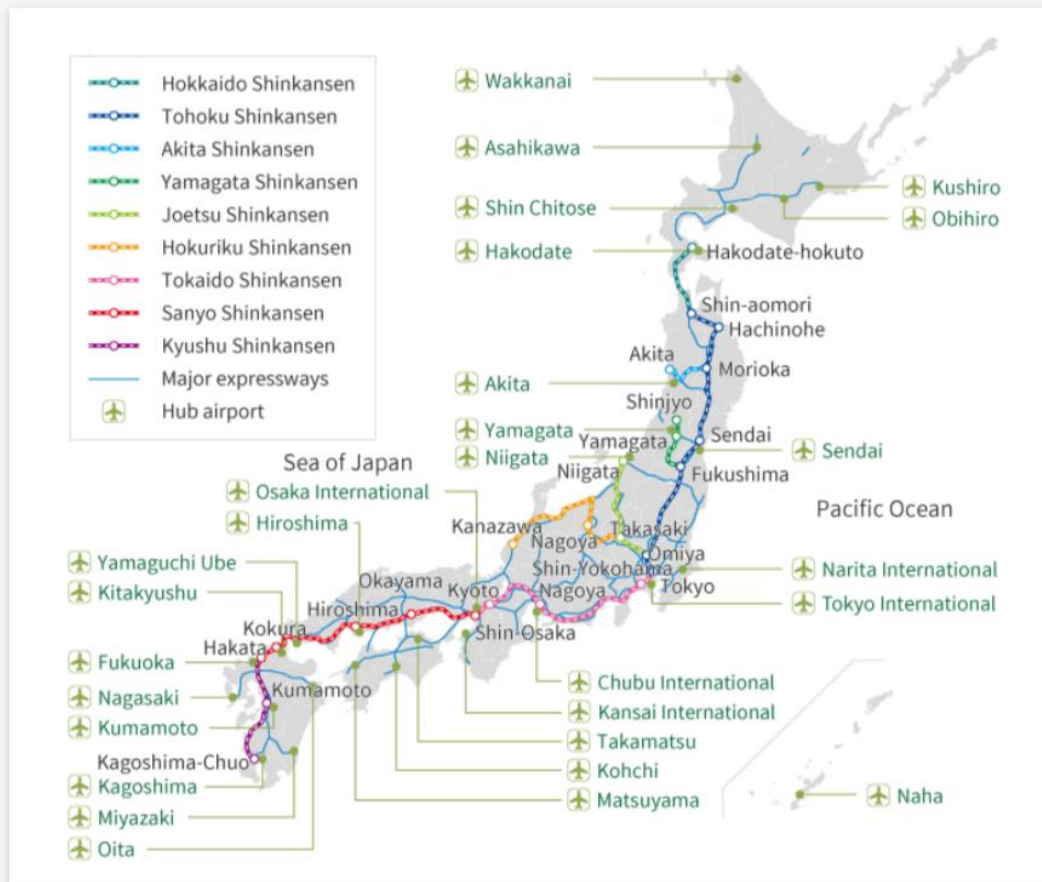 Hokkaido Shinkansen
Tohoku Shinkansen
Akita Shinkansen
Yamagata Shinkansen
Joetsu Shinkansen
Hokuriku Shinkansen
Tokaido Shinkansen
Sanyo Shinkansen
Kyushu Shinkansen
Major expressways
Hub airport
Wakkanai
Asahikawa
Shin Chitose
Hakodate
Kushiro
Obihiro
Hakodate-hokuto
Shin-aomori
Hachinohe
Akita
Morioka
Akita
Shinjyo
Yamagata
Yamagata
Sendai
Sendai
Niigata
Niigata
Fukushima
Sea of Japan
Pacific Ocean
Osaka International
Hiroshima
Kanazawa
Nagoya
Takasaki
Omiya
Shin-Yokohama
Tokyo
Narita International
Tokyo International
Yamaguchi Ube
Kitakyushu
Okayama
Kyoto
Nagoya
Hiroshima
Shin-Osaka
Kokura
Hakata
Fukuoka
Nagasaki
Kumamoto
Kumamoto
Kagoshima-Chuo
Kagoshima
Miyazaki
Oita
Chubu International
Kansai International
Takamatsu
Kohchi
Matsuyama
Naha